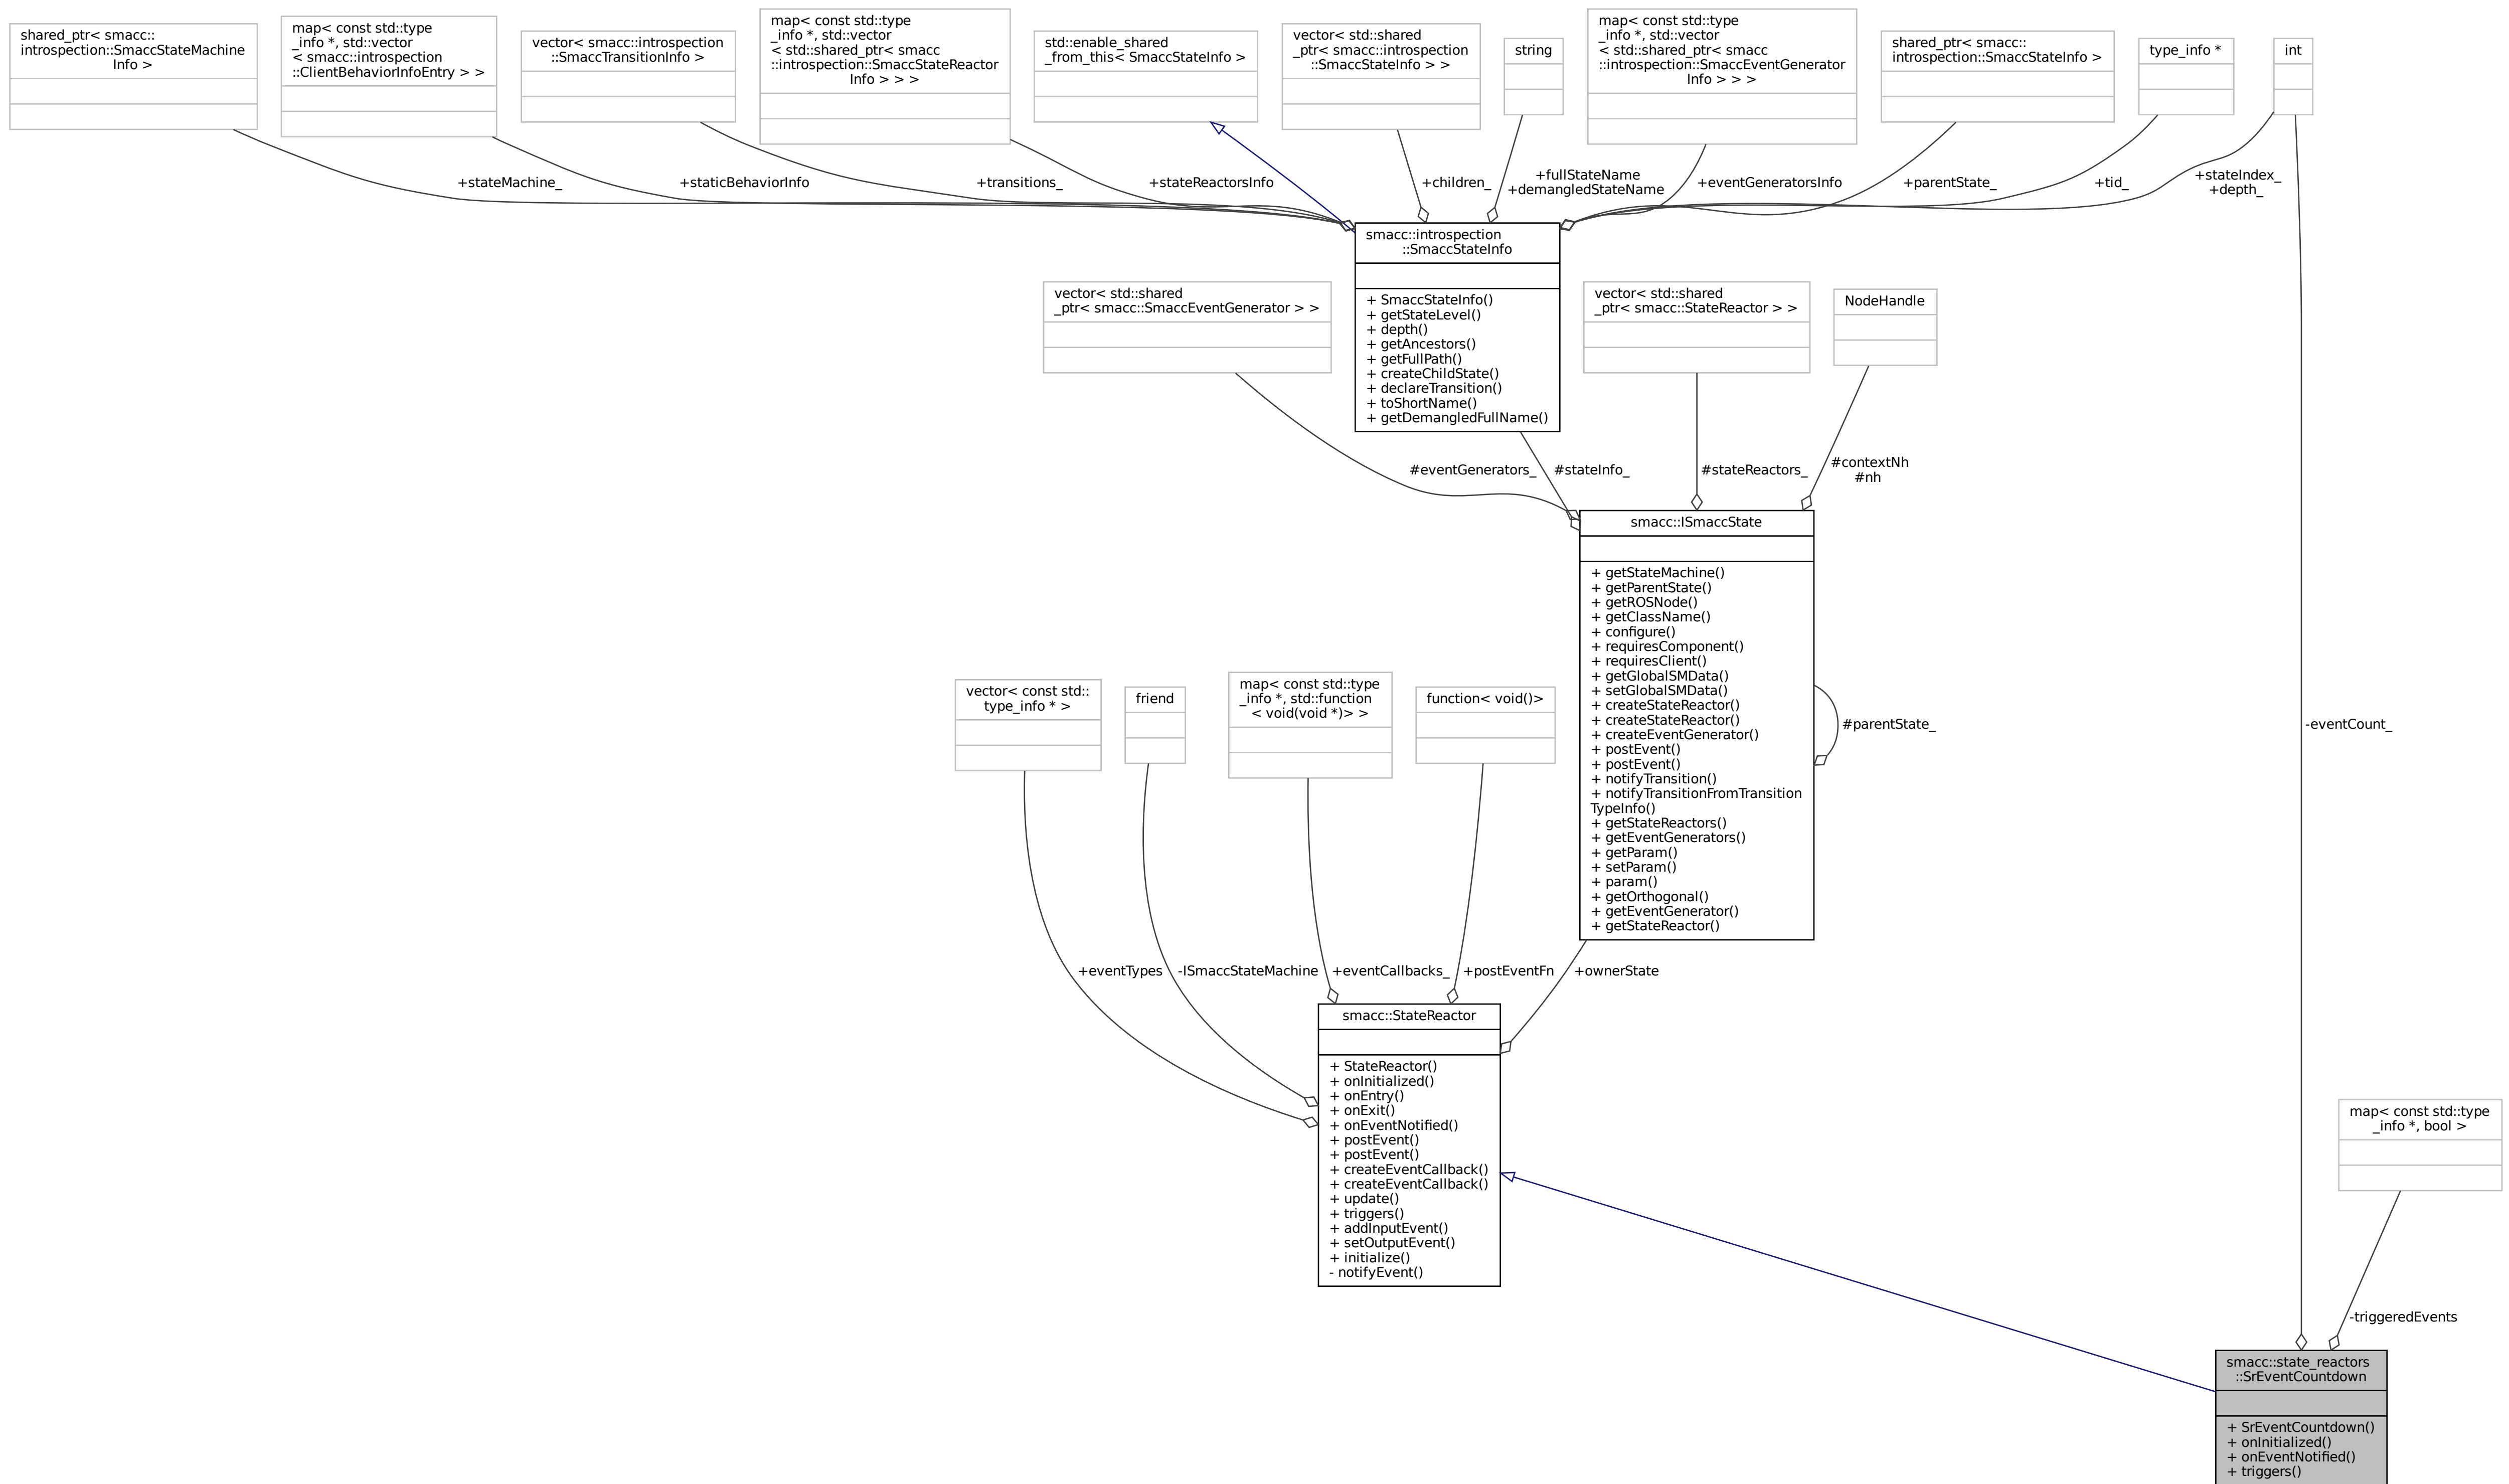 shared_ptr< smacc::
introspection::SmaccStateMachine
Info >
map< const std::type
_info *, std::vector
< smacc::introspection
::ClientBehaviorInfoEntry > >
vector< smacc::introspection
::SmaccTransitionInfo >
map< const std::type
_info *, std::vector
< std::shared_ptr< smacc
::introspection::SmaccStateReactor
Info > > >
std::enable_shared
_from_this< SmaccStateInfo >
vector< std::shared
_ptr< smacc::introspection
::SmaccStateInfo > >
string
map< const std::type
_info *, std::vector
< std::shared_ptr< smacc
::introspection::SmaccEventGenerator
Info > > >
shared_ptr< smacc::
introspection::SmaccStateInfo >
type_info *
int
+stateMachine_
+staticBehaviorInfo
+transitions_
+stateReactorsInfo
+children_
+fullStateName
+demangledStateName
+eventGeneratorsInfo
+parentState_
+tid_
+stateIndex_
+depth_
smacc::introspection
::SmaccStateInfo
+ SmaccStateInfo()
+ getStateLevel()
+ depth()
+ getAncestors()
+ getFullPath()
+ createChildState()
+ declareTransition()
+ toShortName()
+ getDemangledFullName()
vector< std::shared
_ptr< smacc::SmaccEventGenerator > >
vector< std::shared
_ptr< smacc::StateReactor > >
NodeHandle
#eventGenerators_
#stateInfo_
#stateReactors_
#contextNh
#nh
smacc::ISmaccState
+ getStateMachine()
+ getParentState()
+ getROSNode()
+ getClassName()
+ configure()
+ requiresComponent()
+ requiresClient()
+ getGlobalSMData()
+ setGlobalSMData()
+ createStateReactor()
+ createStateReactor()
+ createEventGenerator()
+ postEvent()
+ postEvent()
+ notifyTransition()
+ notifyTransitionFromTransition
TypeInfo()
+ getStateReactors()
+ getEventGenerators()
+ getParam()
+ setParam()
+ param()
+ getOrthogonal()
+ getEventGenerator()
+ getStateReactor()
#parentState_
-eventCount_
vector< const std::
type_info * >
friend
map< const std::type
_info *, std::function
< void(void *)> >
function< void()>
+eventTypes
-ISmaccStateMachine
+eventCallbacks_
+postEventFn
+ownerState
smacc::StateReactor
+ StateReactor()
+ onInitialized()
+ onEntry()
+ onExit()
+ onEventNotified()
+ postEvent()
+ postEvent()
+ createEventCallback()
+ createEventCallback()
+ update()
+ triggers()
+ addInputEvent()
+ setOutputEvent()
+ initialize()
- notifyEvent()
map< const std::type
_info *, bool >
-triggeredEvents
smacc::state_reactors
::SrEventCountdown
+ SrEventCountdown()
+ onInitialized()
+ onEventNotified()
+ triggers()